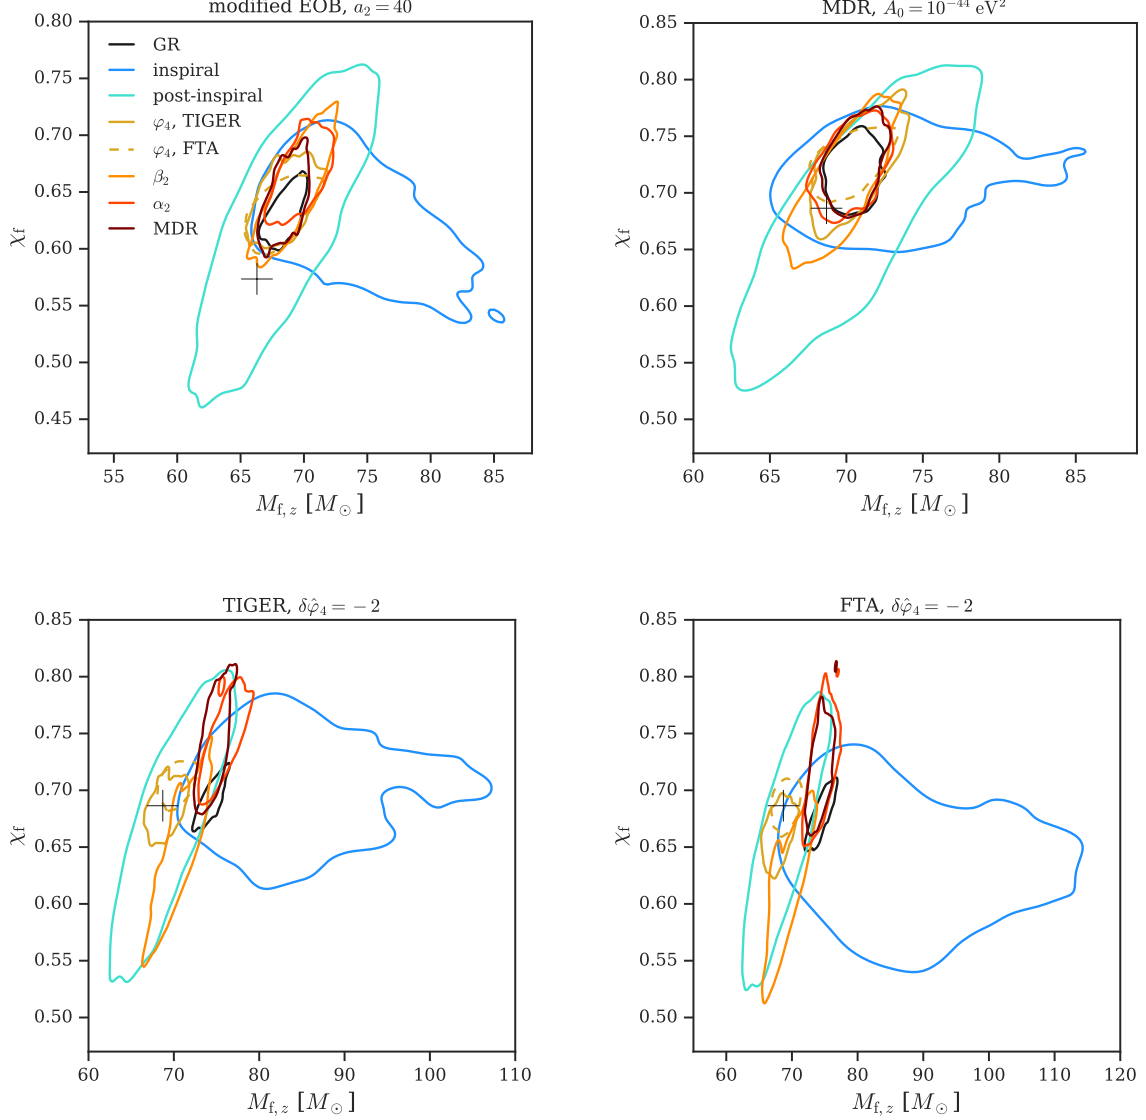 modified EOB, a₂ = 40
0.80
0.75
0.70
0.65
0.60
0.55
0.50
0.45
χf
GR
inspiral
post-inspiral
φ₄, TIGER
φ₄, FTA
β₂
α₂
MDR
55 60 65 70 75 80 85
M_f,z [M⊙]
MDR, A₀ = 10⁻⁴⁴ eV²
0.85
0.80
0.75
0.70
0.65
0.60
0.55
0.50
χf
60 65 70 75 80 85
M_f,z [M⊙]
TIGER, δφ̂₄ = −2
0.85
0.80
0.75
0.70
0.65
0.60
0.55
0.50
χf
60 70 80 90 100 110
M_f,z [M⊙]
FTA, δφ̂₄ = −2
0.85
0.80
0.75
0.70
0.65
0.60
0.55
0.50
χf
60 70 80 90 100 110 120
M_f,z [M⊙]